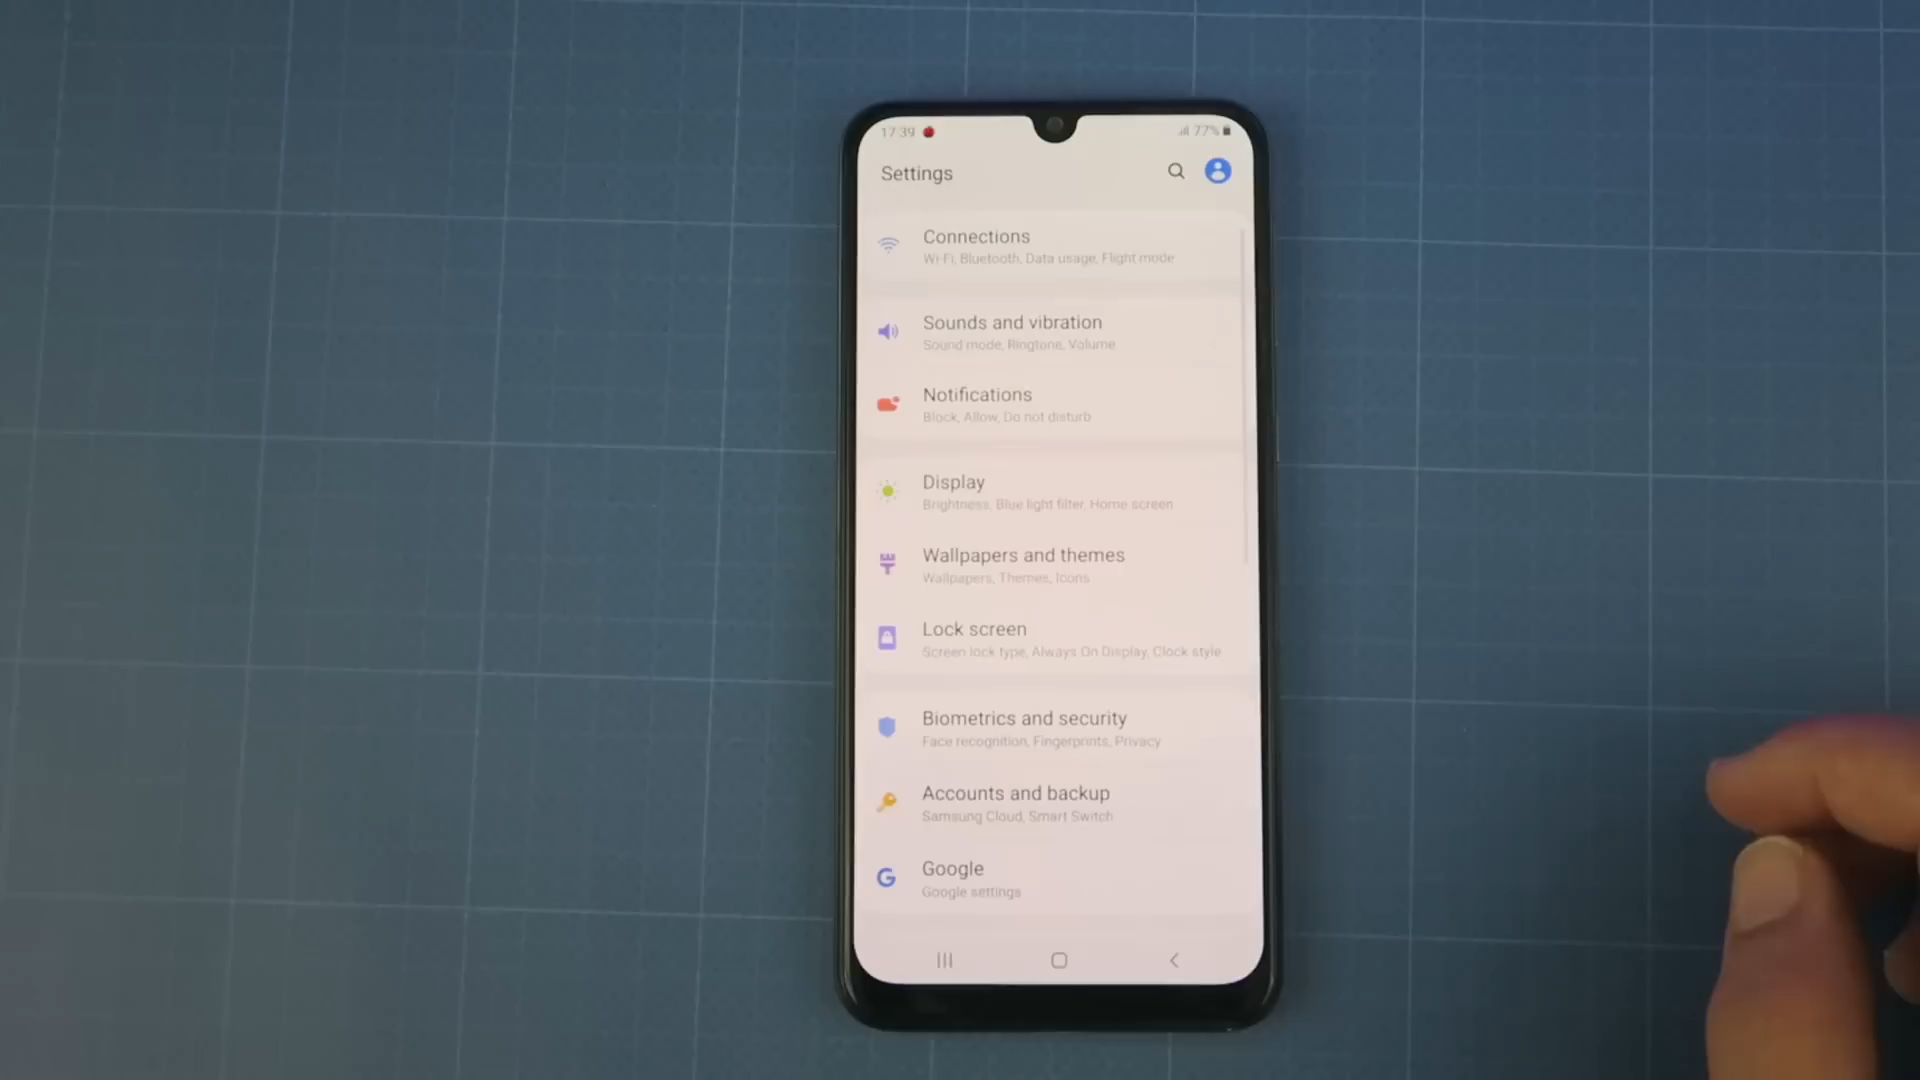 17:39
77%
Settings
Connections
Wi-Fi, Bluetooth, Data usage, Flight mode
Sounds and vibration
Sound mode, Ringtone, Volume
Notifications
Block, Allow, Do not disturb
Display
Brightness, Blue light filter, Home screen
Wallpapers and themes
Wallpapers, Themes, Icons
Lock screen
Screen lock type, Always On Display, Clock style
Biometrics and security
Face recognition, Fingerprints, Privacy
Accounts and backup
Samsung Cloud, Smart Switch
Google
Google settings